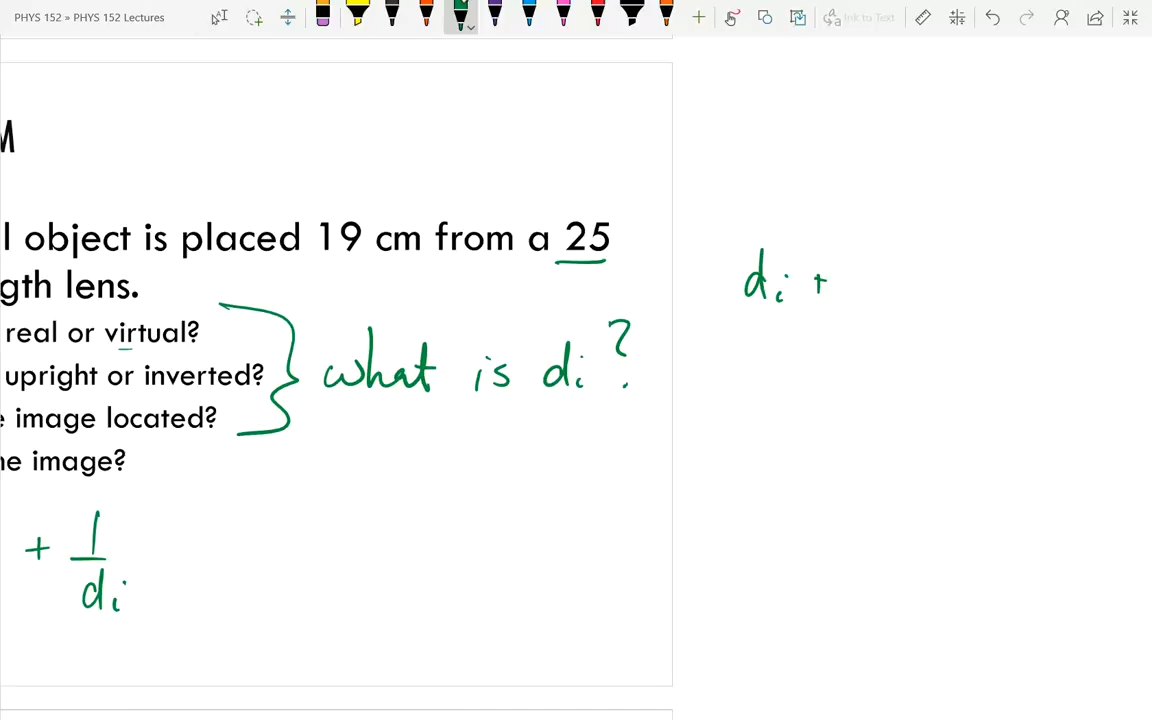 PHYS 152 » PHYS 152 Lectures
Ink to Text
M
l object is placed 19 cm from a 25
gth lens.
real or virtual?
upright or inverted?
e image located?
ne image?
what is di?
+ 1/di
di +